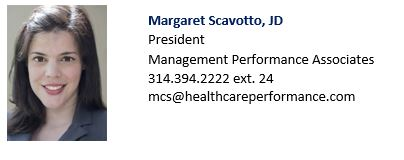 Margaret Scavotto, JD
President
Management Performance Associates
314.394.2222 ext. 24
mcs@healthcareperformance.com